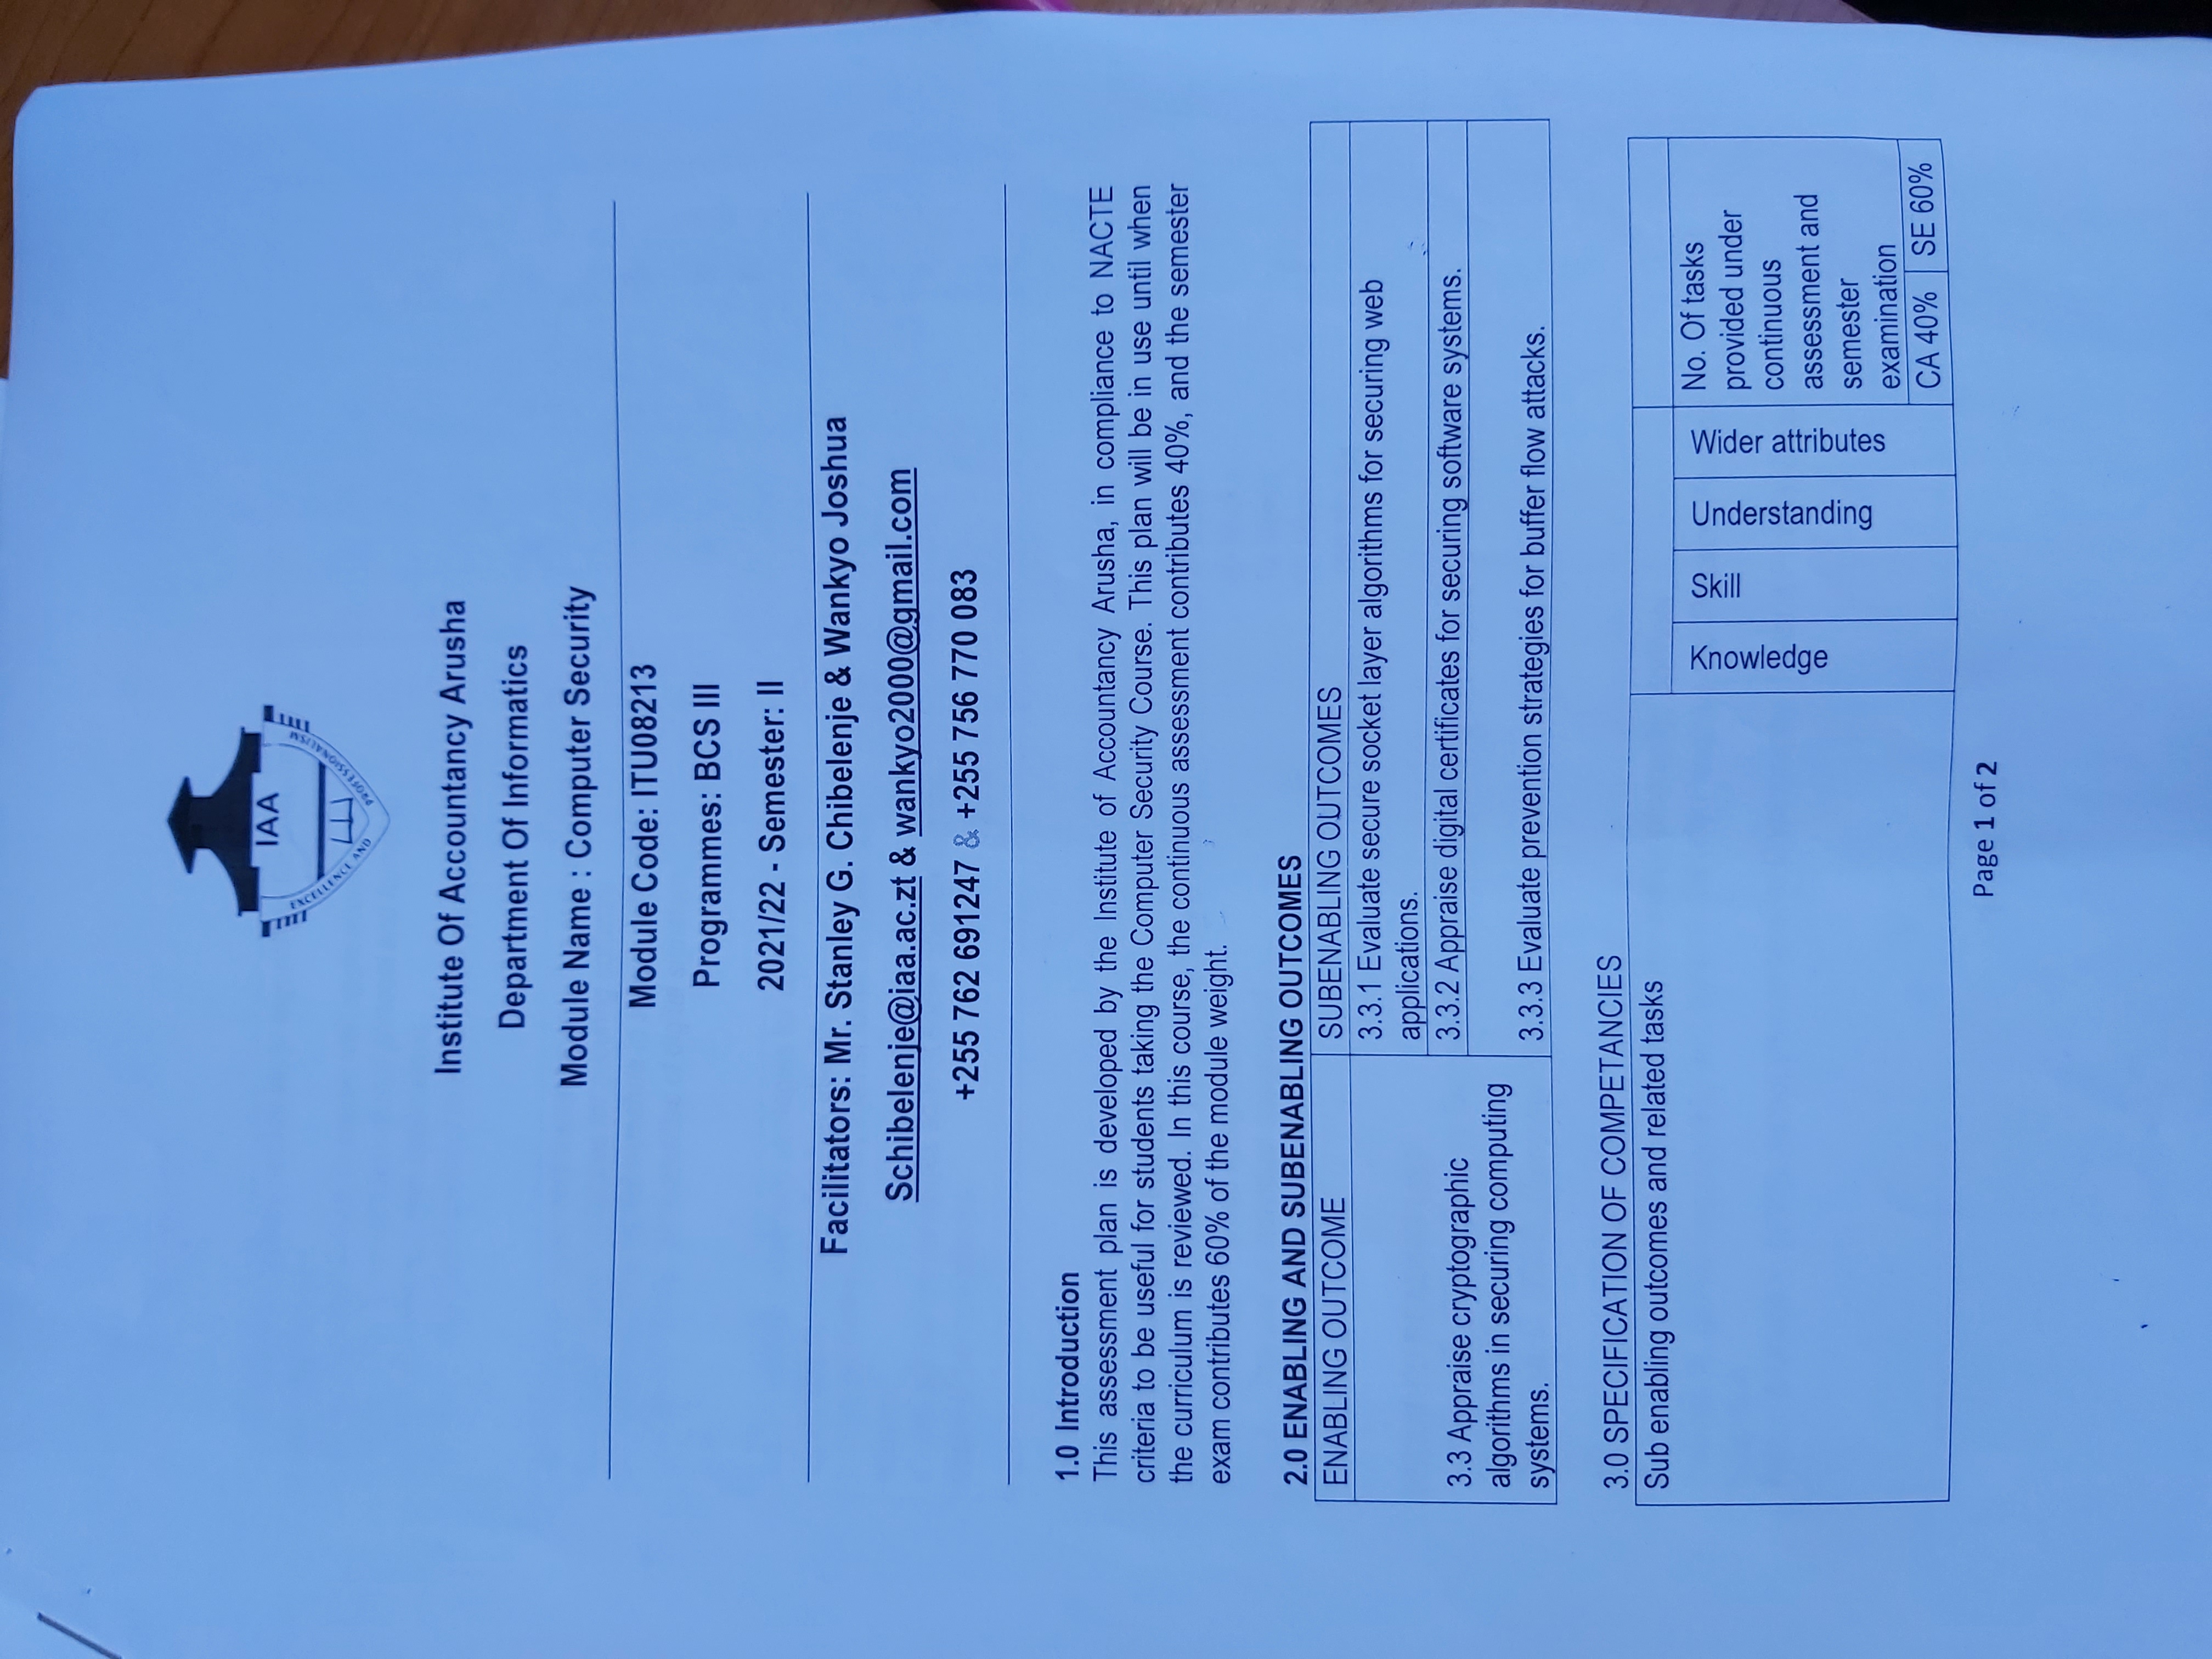 IAA
EXCELLENCE AND PROFESSIONALISM
Institute Of Accountancy Arusha
Department Of Informatics
Module Name : Computer Security
Module Code: ITU08213
Programmes: BCS III
2021/22 - Semester: II
Facilitators: Mr. Stanley G. Chibelenje & Wankyo Joshua
Schibelenje@iaa.ac.zt & wankyo2000@gmail.com
+255 762 691247 & +255 756 770 083
1.0 Introduction
This assessment plan is developed by the Institute of Accountancy Arusha, in compliance to NACTE
criteria to be useful for students taking the Computer Security Course. This plan will be in use until when
the curriculum is reviewed. In this course, the continuous assessment contributes 40%, and the semester
exam contributes 60% of the module weight.
2.0 ENABLING AND SUBENABLING OUTCOMES
ENABLING OUTCOME
SUBENABLING OUTCOMES
3.3 Appraise cryptographic
algorithms in securing computing
systems.
3.3.1 Evaluate secure socket layer algorithms for securing web
applications.
3.3.2 Appraise digital certificates for securing software systems.
3.3.3 Evaluate prevention strategies for buffer flow attacks.
3.0 SPECIFICATION OF COMPETANCIES
Sub enabling outcomes and related tasks
Knowledge
Skill
Understanding
Wider attributes
No. Of tasks
provided under
continuous
assessment and
semester
examination
CA 40%
SE 60%
Page 1 of 2